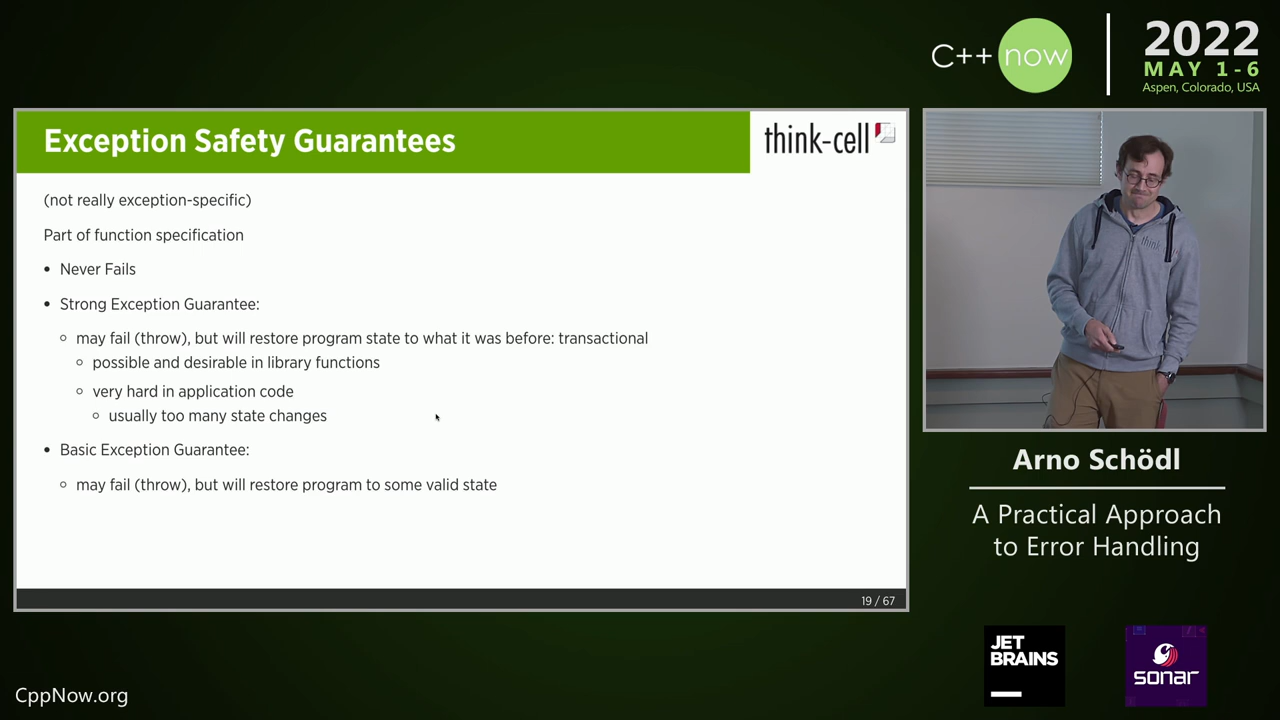 C++ now
2022
MAY 1-6
Aspen, Colorado, USA
Exception Safety Guarantees
think-cell
(not really exception-specific)
Part of function specification
• Never Fails
• Strong Exception Guarantee:
○ may fail (throw), but will restore program state to what it was before: transactional
○ possible and desirable in library functions
○ very hard in application code
○ usually too many state changes
• Basic Exception Guarantee:
○ may fail (throw), but will restore program to some valid state
19 / 67
think
Arno Schödl
A Practical Approach
to Error Handling
JET
BRAINS
sonar
CppNow.org